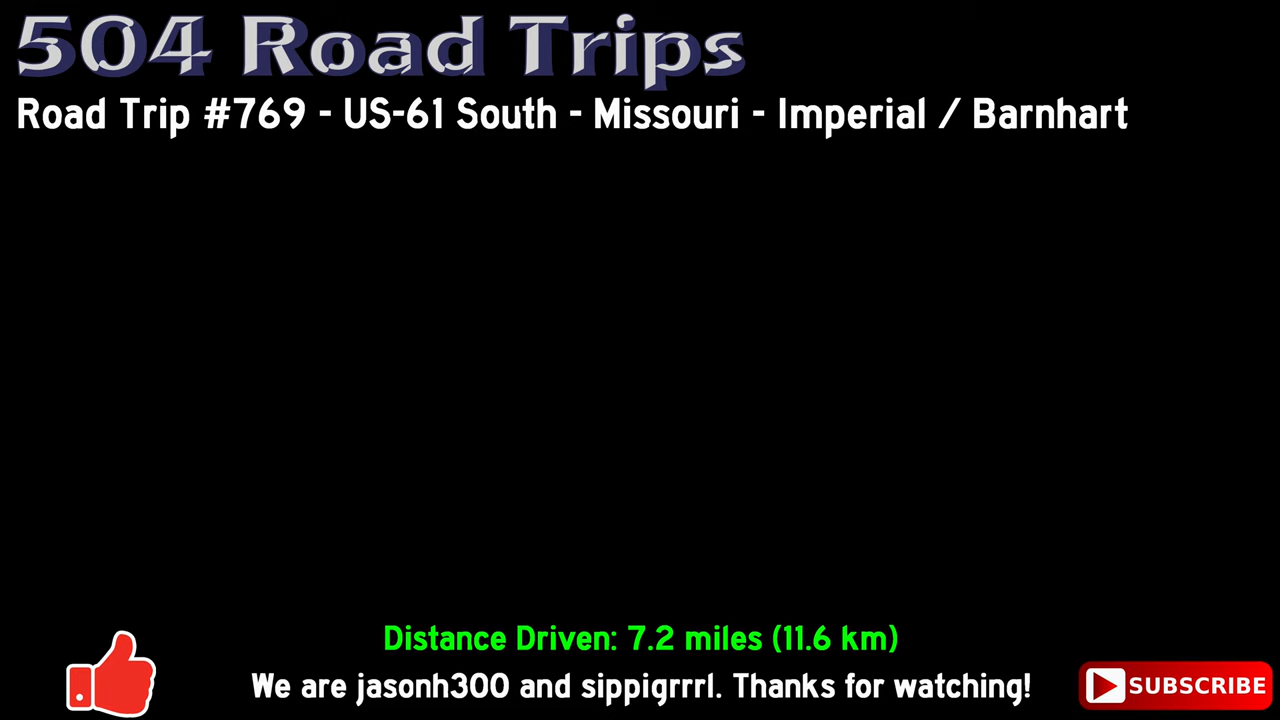 504 Road Trips
Road Trip #769 - US-61 South - Missouri - Imperial / Barnhart
Distance Driven: 7.2 miles (11.6 km)
We are jasonh300 and sippigrrrl. Thanks for watching!
SUBSCRIBE